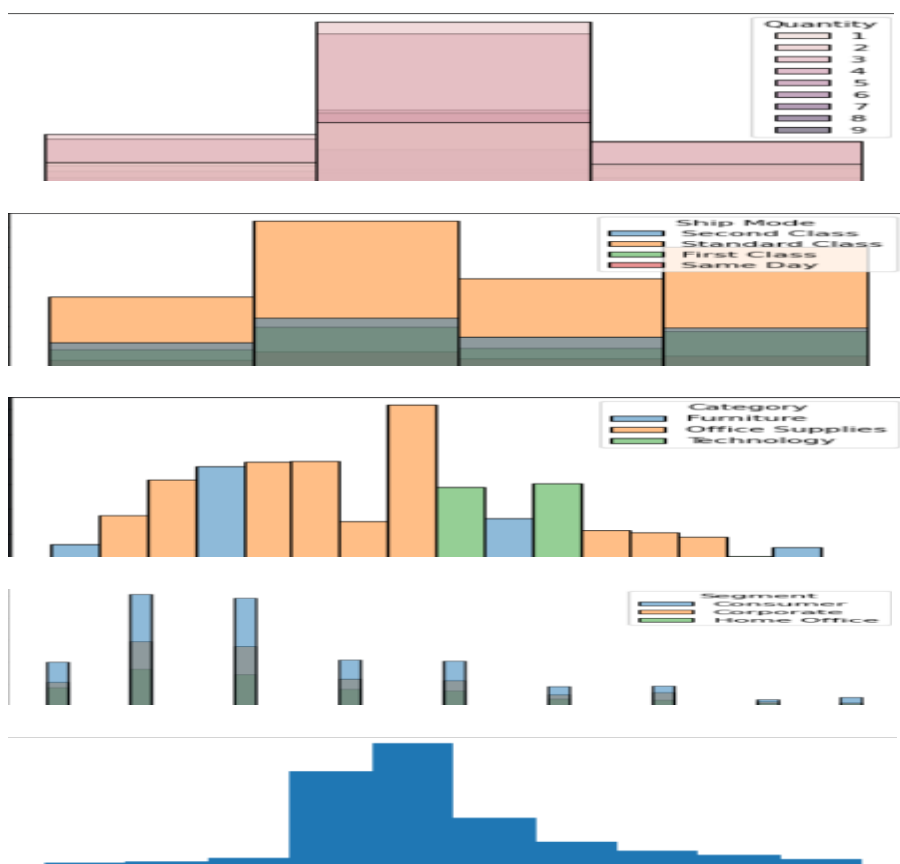 Quantity
1
2
3
4
5
6
7
8
9
Ship Mode
Second Class
Standard Class
First Class
Same Day
Category
Furniture
Office Supplies
Technology
Segment
Consumer
Corporate
Home Office